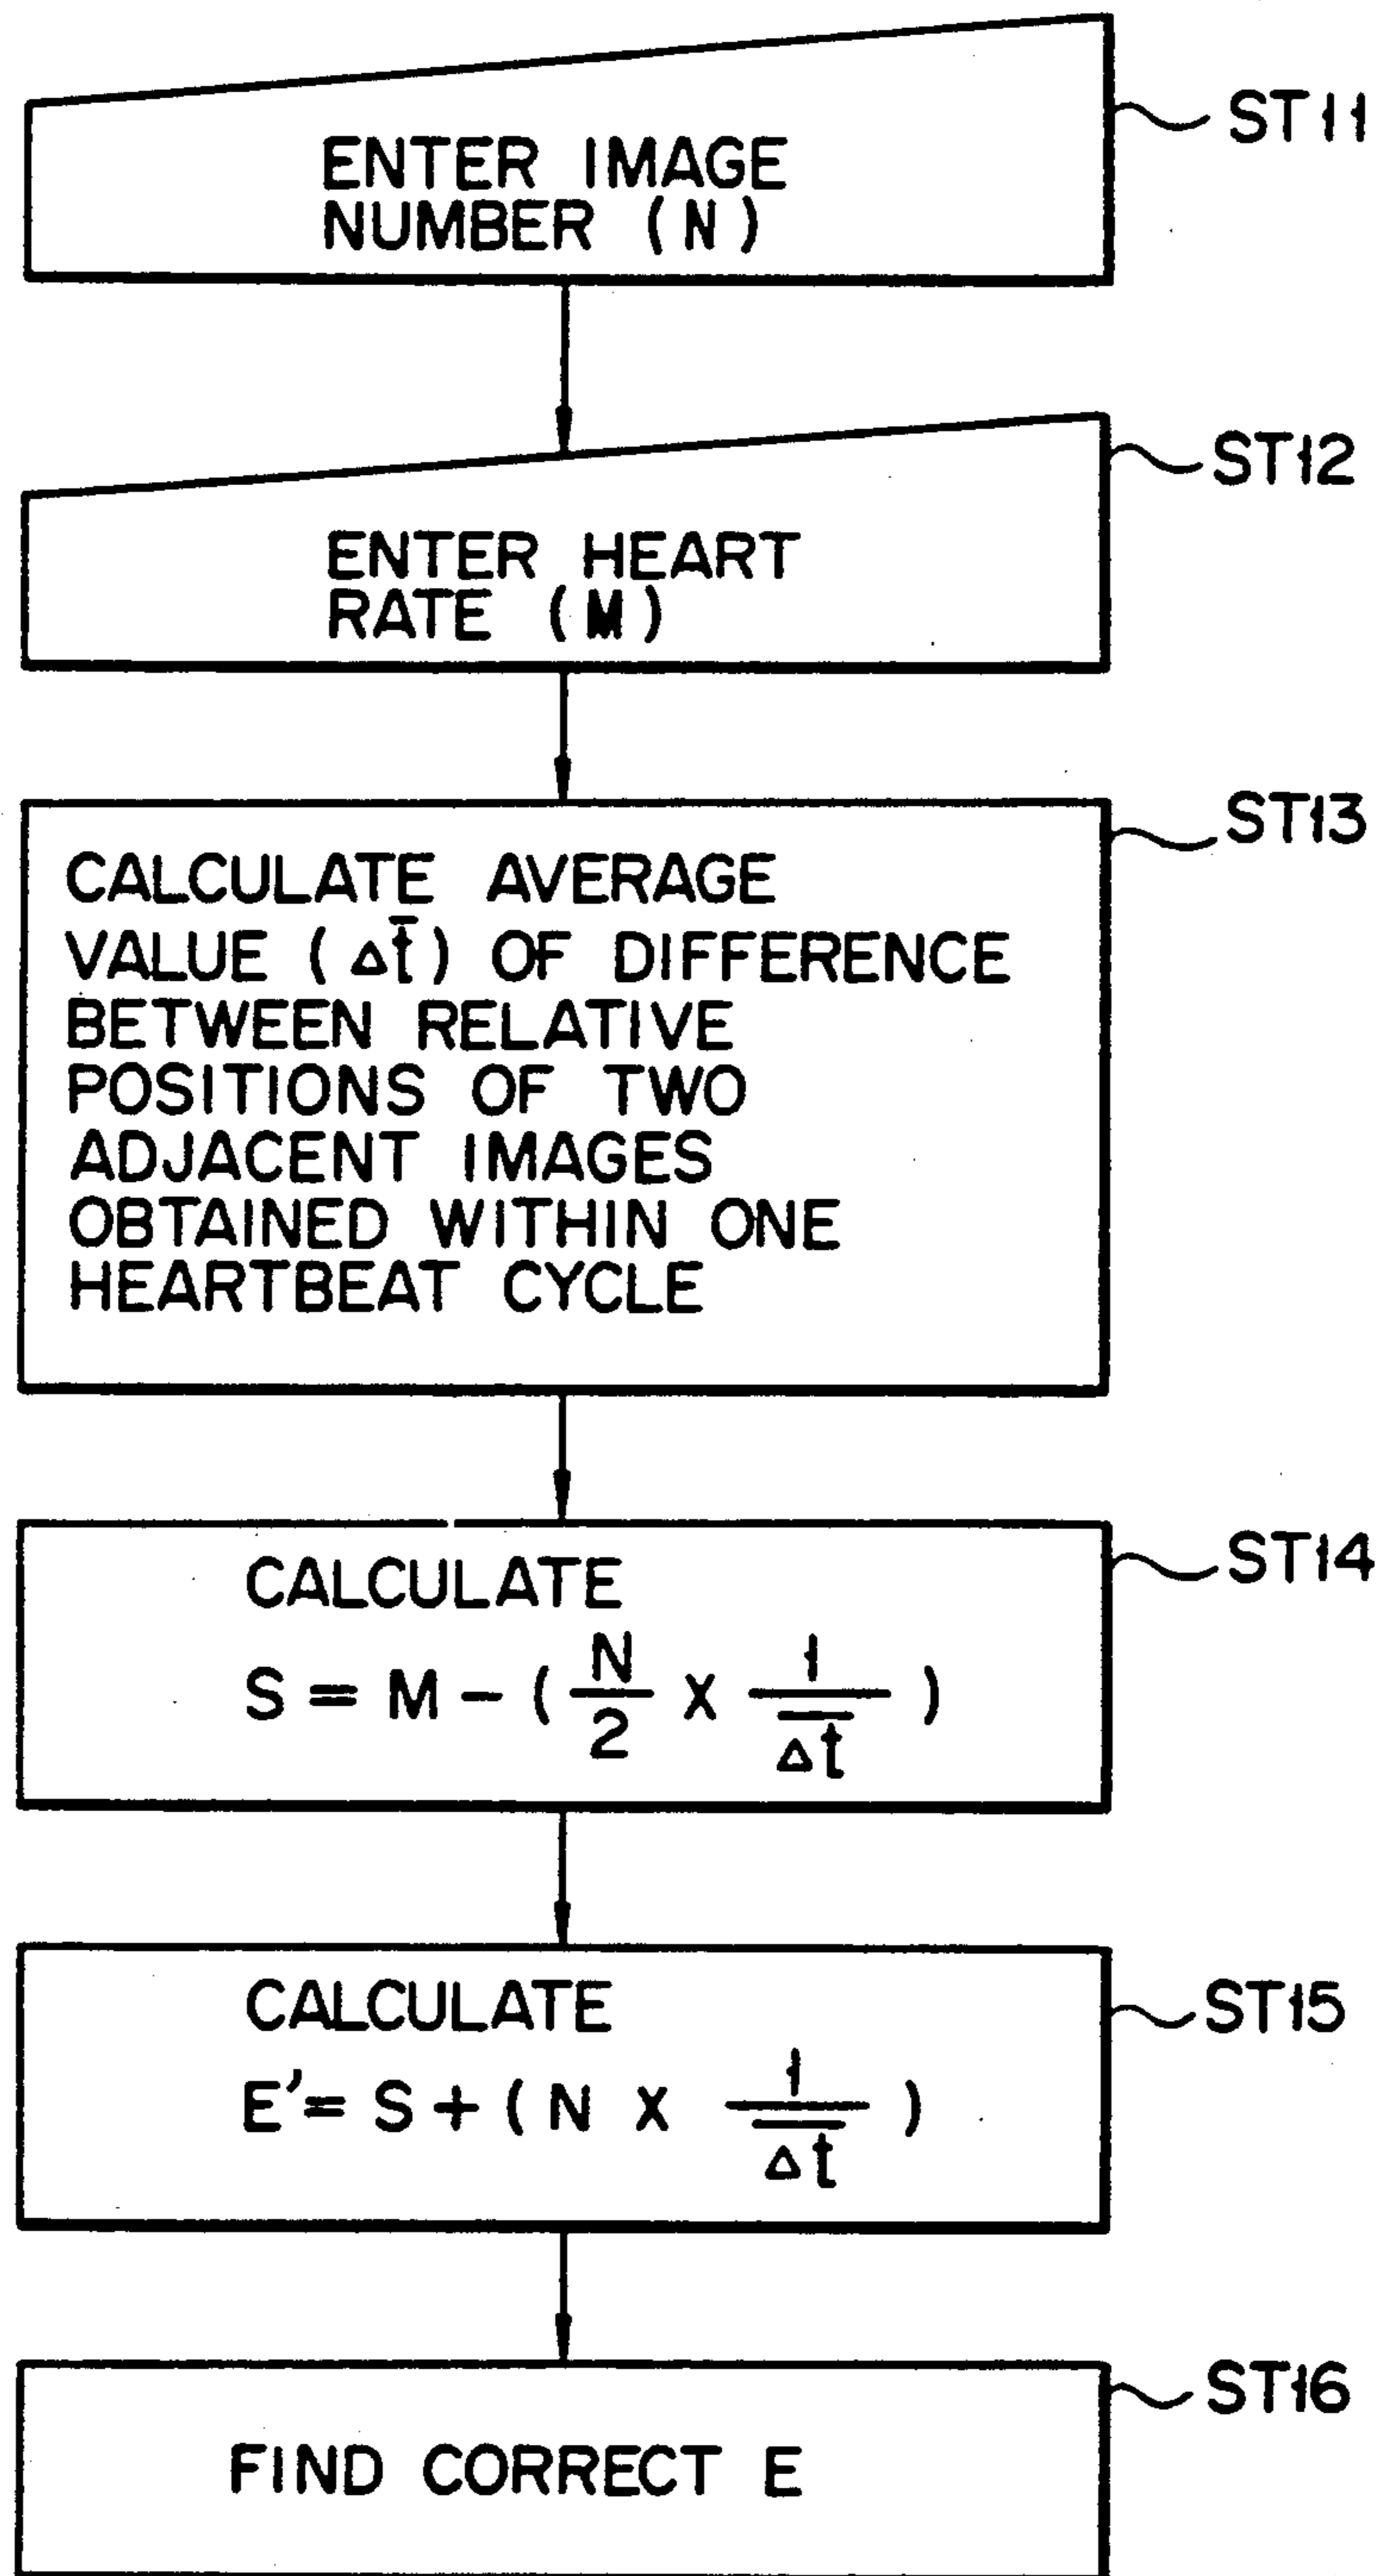 ST11
ENTER IMAGE
NUMBER (N)
ST12
ENTER HEART
RATE (M)
ST13
CALCULATE AVERAGE
VALUE (Δt̄) OF DIFFERENCE
BETWEEN RELATIVE
POSITIONS OF TWO
ADJACENT IMAGES
OBTAINED WITHIN ONE
HEARTBEAT CYCLE
ST14
CALCULATE
S = M - ( N/2 X 1/Δt̅ )
ST15
CALCULATE
E' = S + ( N X 1/Δt̅ )
ST16
FIND CORRECT E